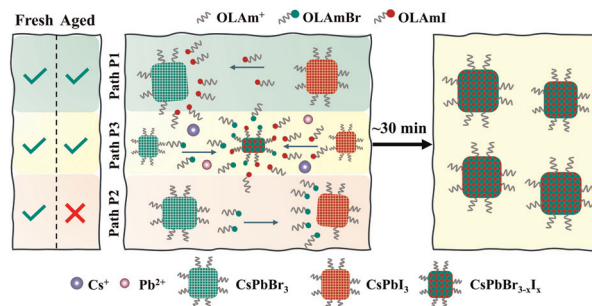 Fresh Aged
OLAm⁺ OLAmBr OLAmI
Path P1
Path P3
Path P2
~30 min
Cs⁺ Pb²⁺ CsPbBr₃ CsPbI₃ CsPbBr₃₋ₓIₓ